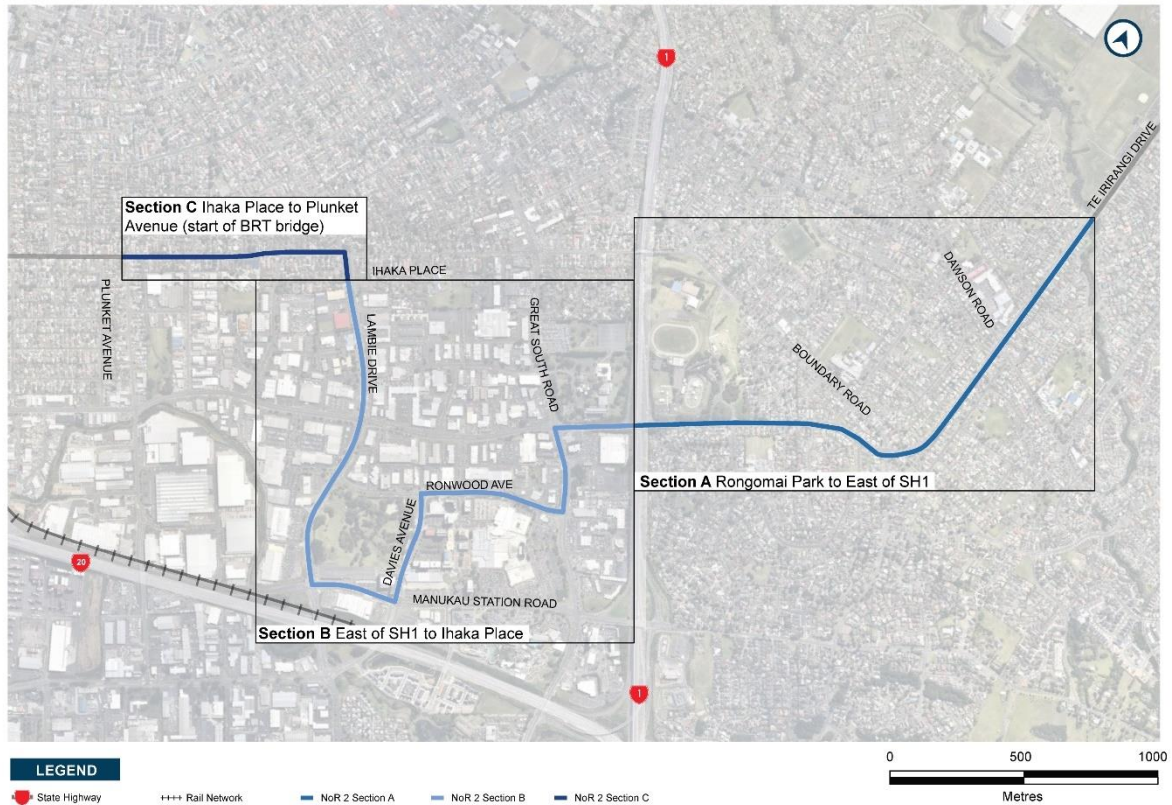 1
TE IRIRANGI DRIVE
Section C Ihaka Place to Plunket
Avenue (start of BRT bridge)
IHAKA PLACE
PLUNKET AVENUE
LAMBIE DRIVE
GREAT SOUTH ROAD
DAWSON ROAD
BOUNDARY ROAD
Section A Rongomai Park to East of SH1
RONWOOD AVE
DAVIES AVENUE
20
MANUKAU STATION ROAD
Section B East of SH1 to Ihaka Place
1
LEGEND
State Highway
Rail Network
NoR 2 Section A
NoR 2 Section B
NoR 2 Section C
0 500 1000
Metres